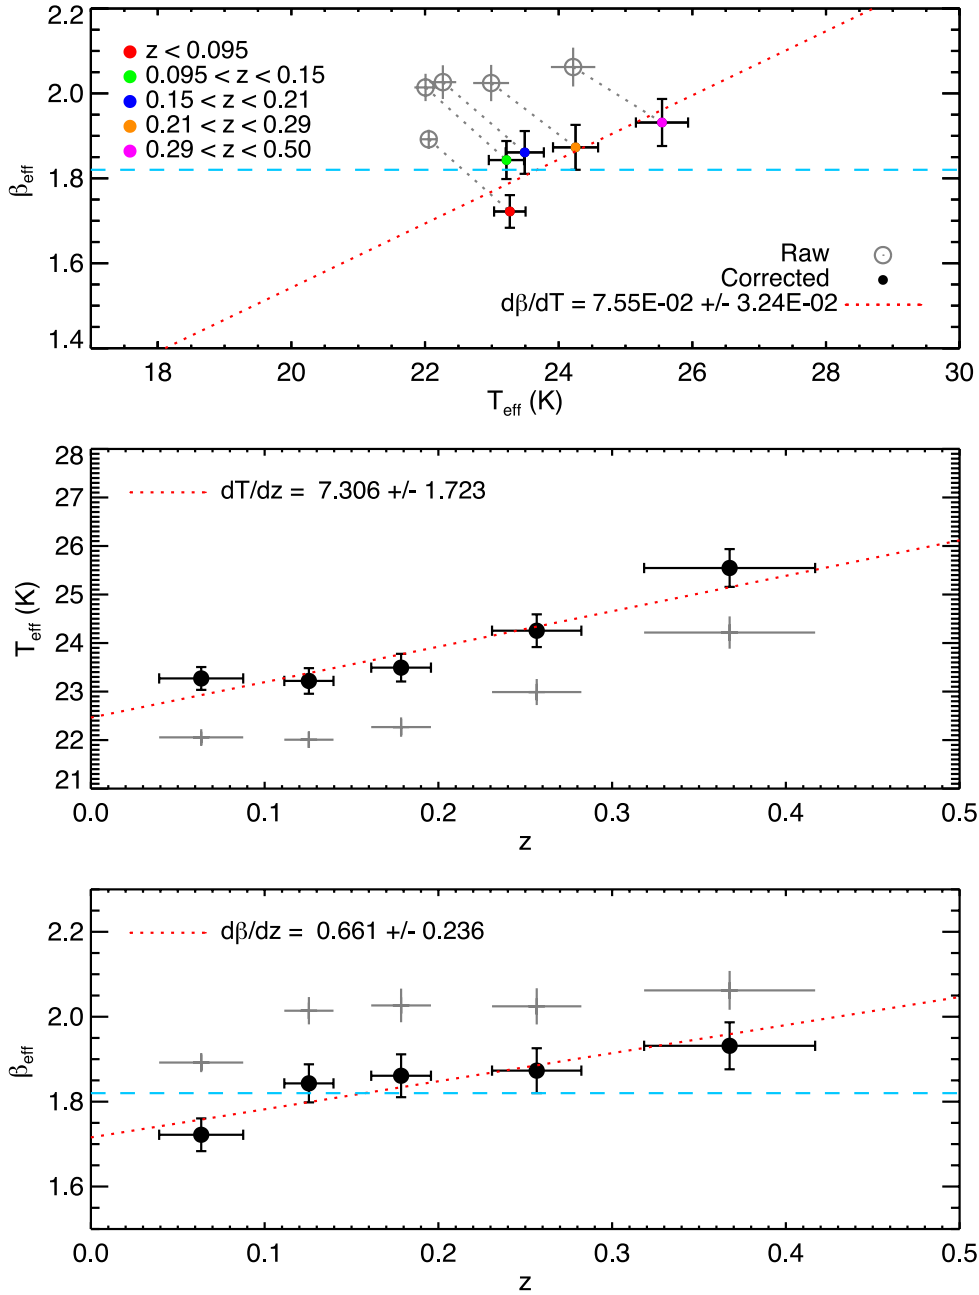 2.2
2.0
1.8
1.6
1.4
β_eff
z < 0.095
0.095 < z < 0.15
0.15 < z < 0.21
0.21 < z < 0.29
0.29 < z < 0.50
Raw
Corrected
dβ/dT = 7.55E-02 +/- 3.24E-02
18 20 22 24 26 28 30
T_eff (K)
28
27
26
25
24
23
22
21
T_eff (K)
dT/dz = 7.306 +/- 1.723
0.0 0.1 0.2 0.3 0.4 0.5
z
2.2
2.0
1.8
1.6
β_eff
dβ/dz = 0.661 +/- 0.236
0.0 0.1 0.2 0.3 0.4 0.5
z